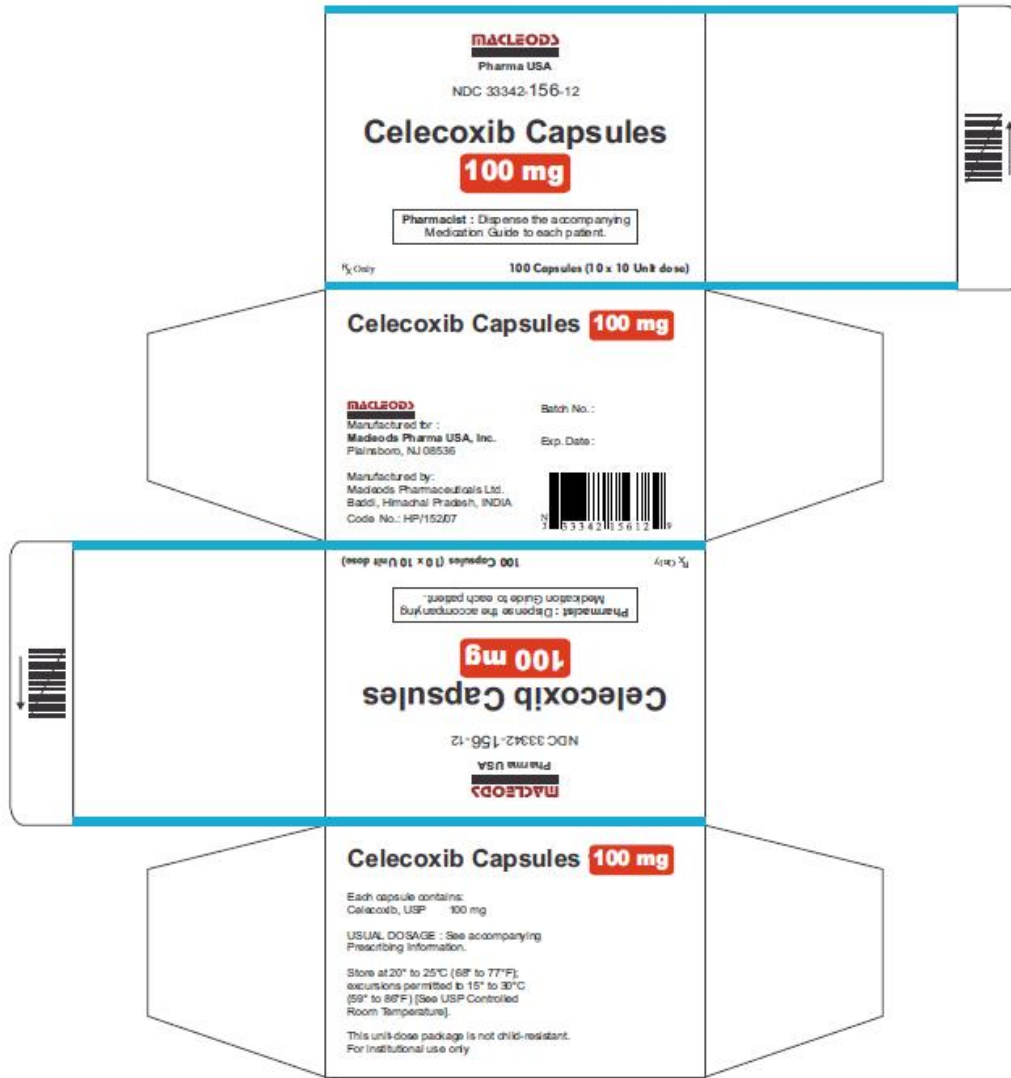 MACLEODS
Pharma USA
NDC 33342-156-12
Celecoxib Capsules
100 mg
Pharmacist : Dispense the accompanying
Medication Guide to each patient.
Rx Only 100 Capsules (10 x 10 Unit dose)
Celecoxib Capsules 100 mg
MACLEODS
Manufactured for :
Macleods Pharma USA, Inc.
Plainsboro, NJ 08536
Manufactured by:
Macleods Pharmaceuticals Ltd.
Baddi, Himachal Pradesh, INDIA
Code No.: HP/152/07
Batch No. :
Exp. Date :
N
3 33342 15612 9
100 Capsules (10 x 10 Unit dose) Rx Only
Pharmacist : Dispense the accompanying
Medication Guide to each patient.
100 mg
Celecoxib Capsules
NDC 33342-156-12
Pharma USA
MACLEODS
Celecoxib Capsules 100 mg
Each capsule contains:
Celecoxib, USP 100 mg
USUAL DOSAGE : See accompanying
Prescribing Information.
Store at 20° to 25°C (68° to 77°F);
excursions permitted to 15° to 30°C
(59° to 86°F) [See USP Controlled
Room Temperature].
This unit-dose package is not child-resistant.
For institutional use only